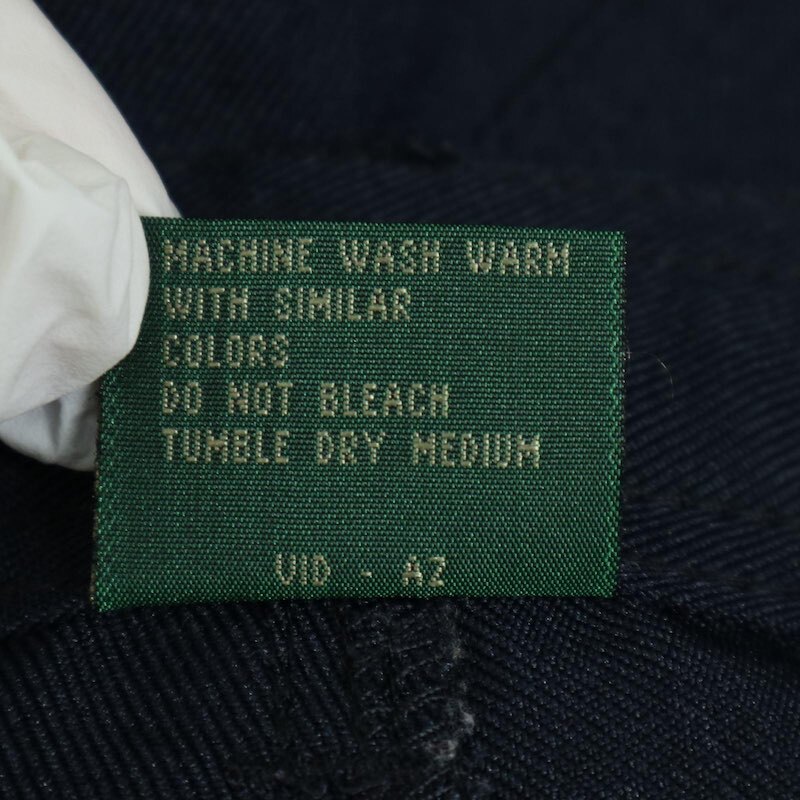 MACHINE WASH WARM
WITH SIMILAR
COLORS
DO NOT BLEACH
TUMBLE DRY MEDIUM
VID - A2